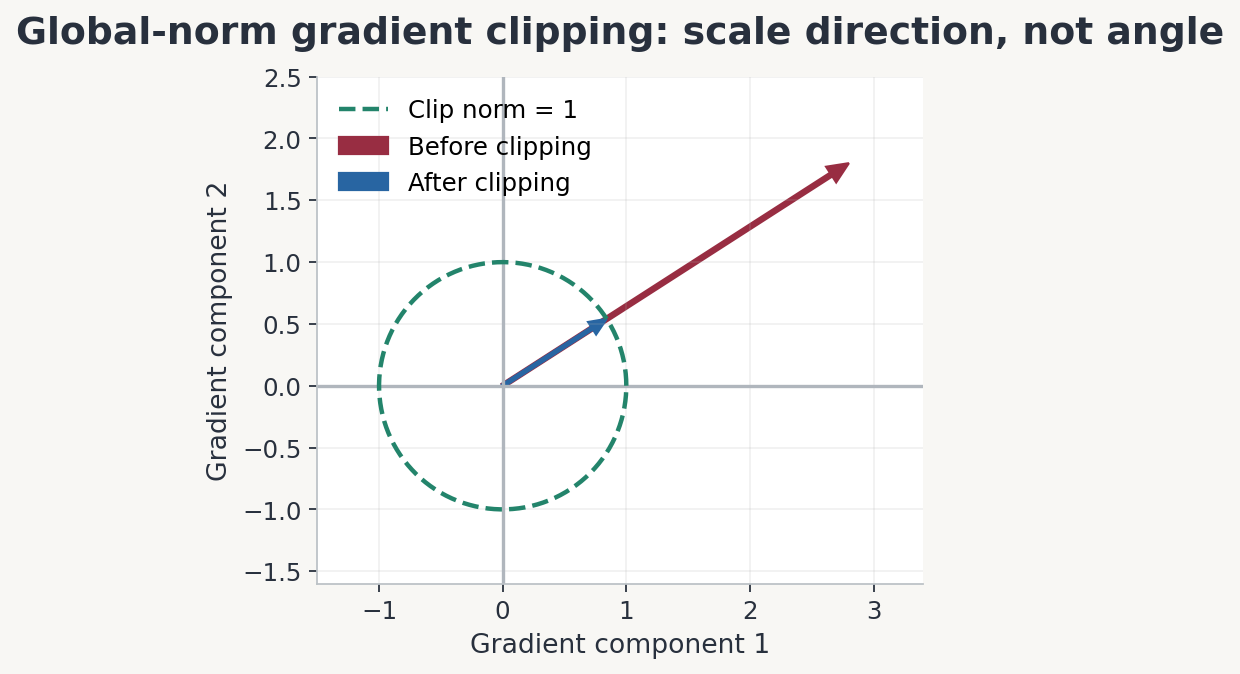 Global-norm gradient clipping: scale direction, not angle
Clip norm = 1
Before clipping
After clipping
Gradient component 2
2.5
2.0
1.5
1.0
0.5
0.0
−0.5
−1.0
−1.5
−1
0
1
2
3
Gradient component 1